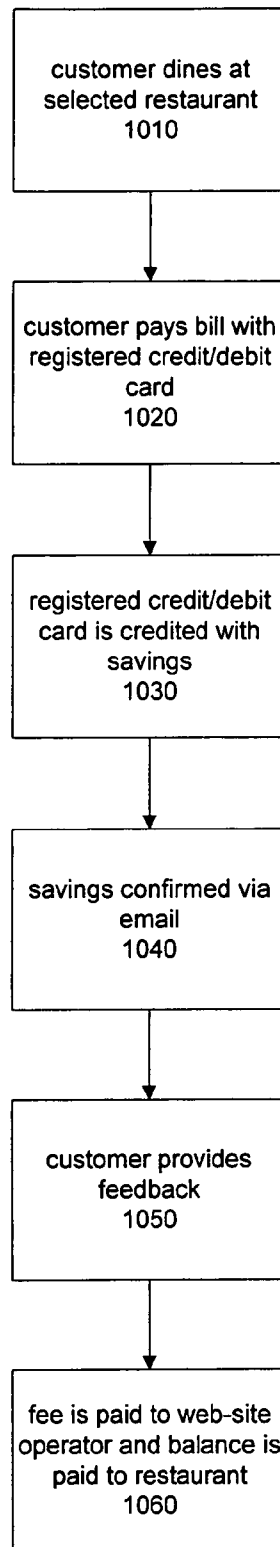 customer dines at
selected restaurant
1010
customer pays bill with
registered credit/debit
card
1020
registered credit/debit
card is credited with
savings
1030
savings confirmed via
email
1040
customer provides
feedback
1050
fee is paid to web-site
operator and balance is
paid to restaurant
1060